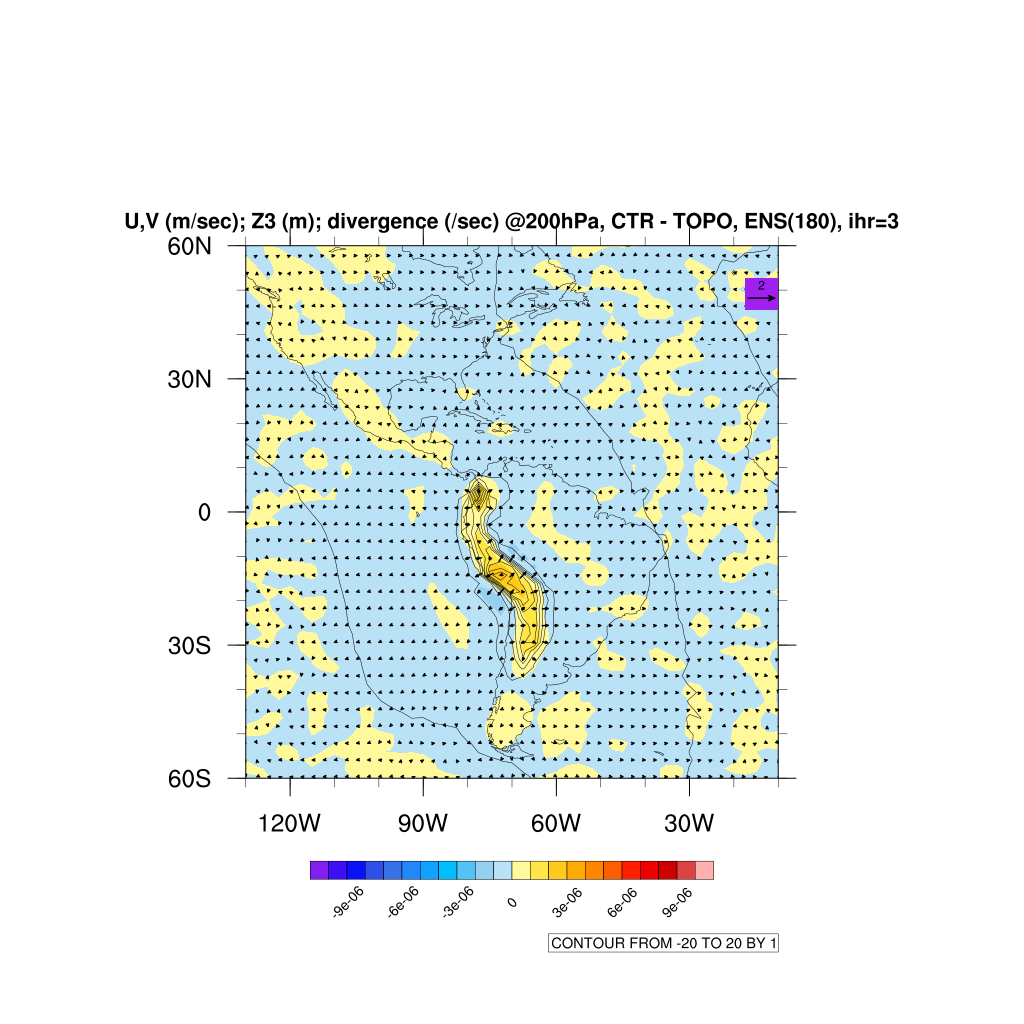 U,V (m/sec); Z3 (m); divergence (/sec) @200hPa, CTR - TOPO, ENS(180), ihr=3
60N
2
30N
0
30S
60S
120W 90W 60W 30W
-9e-06 -6e-06 -3e-06 0 3e-06 6e-06 9e-06
CONTOUR FROM -20 TO 20 BY 1